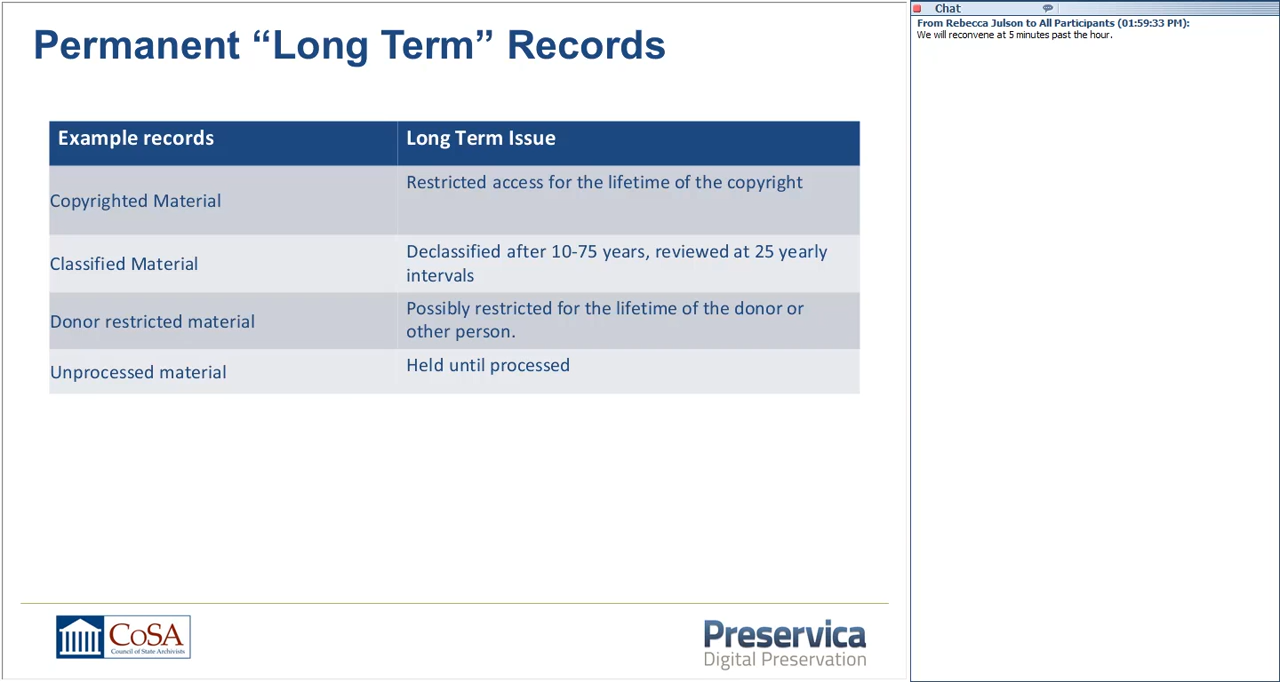 Permanent “Long Term” Records
Example records
Long Term Issue
Copyrighted Material
Restricted access for the lifetime of the copyright
Classified Material
Declassified after 10-75 years, reviewed at 25 yearly
intervals
Donor restricted material
Possibly restricted for the lifetime of the donor or
other person.
Unprocessed material
Held until processed
CoSA
Council of State Archivists
Preservica
Digital Preservation
Chat
From Rebecca Julson to All Participants (01:59:33 PM):
We will reconvene at 5 minutes past the hour.